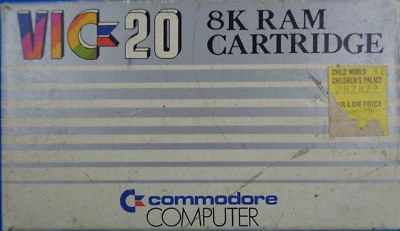 VIC-20
8K RAM
CARTRIDGE
CHILD WORLD
CHILDREN'S PALACE
OUR LOW PRICE
commodore
COMPUTER